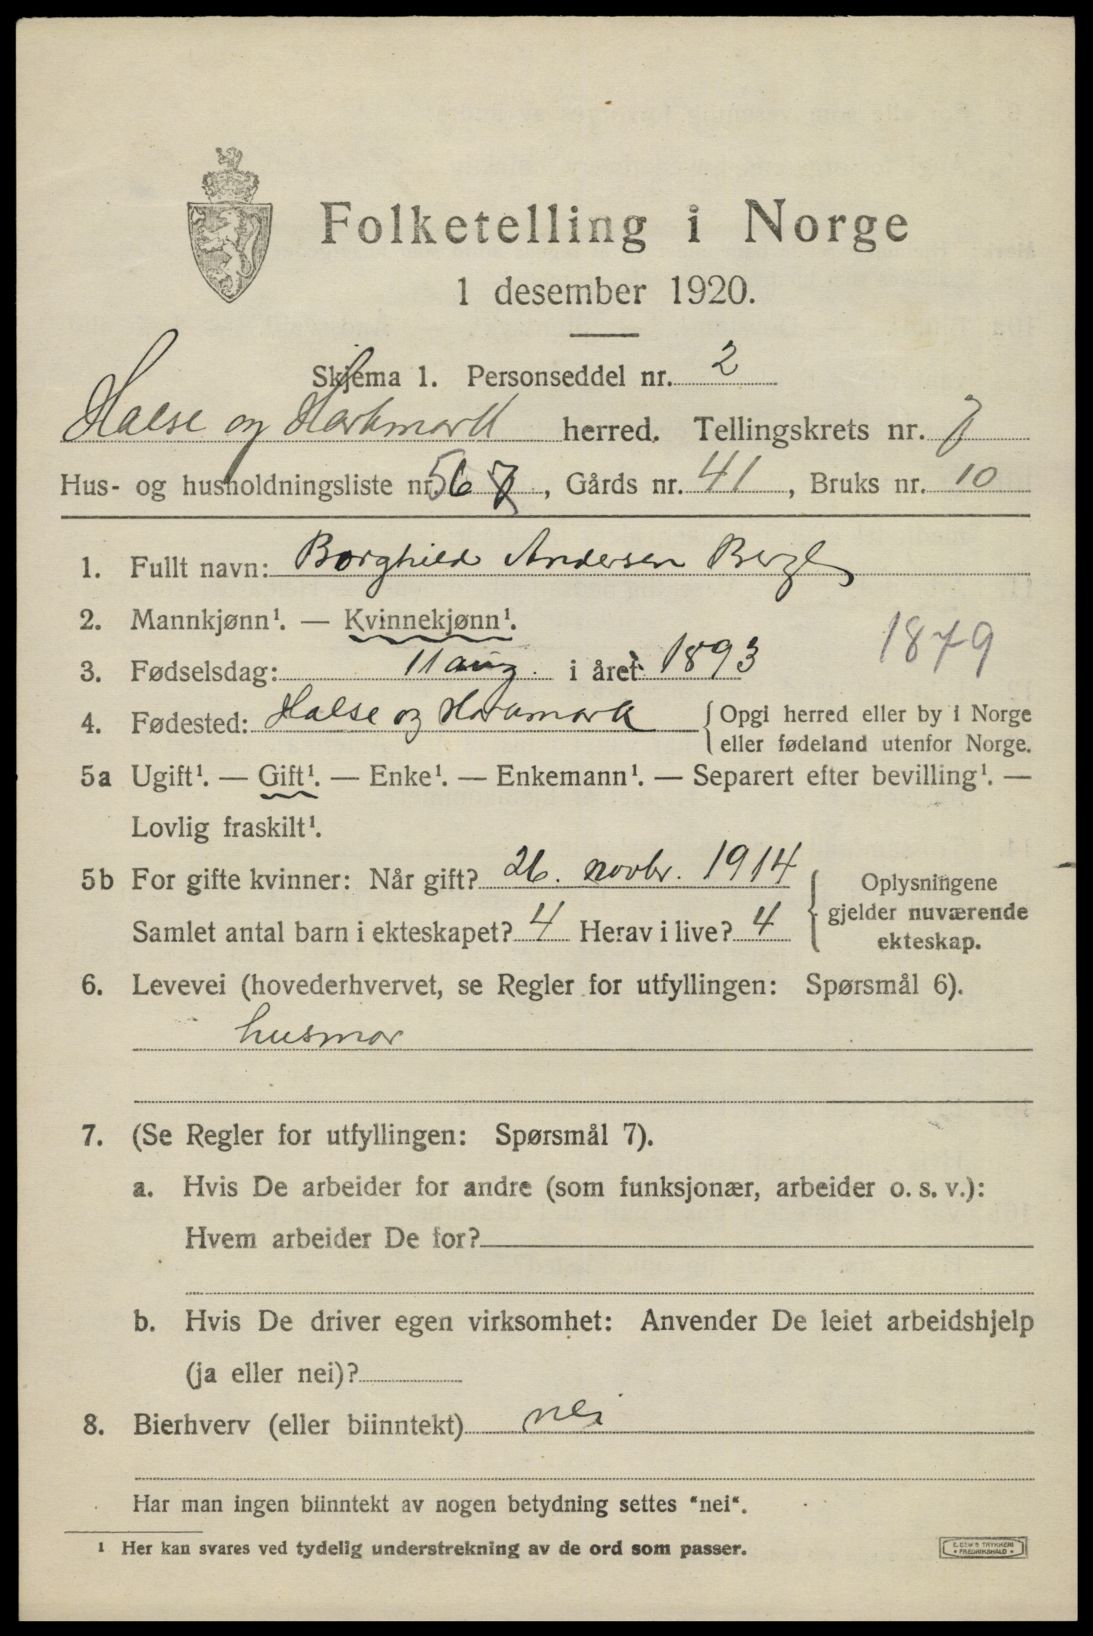 Folketelling i Norge
1 desember 1920.
Skjema 1. Personseddel nr. 2
Halse og Harkmark herred. Tellingskrets nr. 7
Hus- og husholdningsliste nr. 56, Gårds nr. 41, Bruks nr. 10
1. Fullt navn: Borghild Andersen Berge
2. Mannkjønn¹. — Kvinnekjønn¹.
1879
3. Fødselsdag: 11 aug. i året 1893
4. Fødested: Halse og Harkmark {Opgi herred eller by i Norge
eller fødeland utenfor Norge.
5a Ugift¹. — Gift¹. — Enke¹. — Enkemann¹. — Separert efter bevilling¹. —
Lovlig fraskilt¹.
5b For gifte kvinner: Når gift? 26. novbr. 1914
Samlet antal barn i ekteskapet? 4 Herav i live? 4
Oplysningene
gjelder nuværende
ekteskap.
6. Levevei (hovederhvervet, se Regler for utfyllingen: Spørsmål 6).
husmor
7. (Se Regler for utfyllingen: Spørsmål 7).
a. Hvis De arbeider for andre (som funksjonær, arbeider o. s. v.):
Hvem arbeider De for?
b. Hvis De driver egen virksomhet: Anvender De leiet arbeidshjelp
(ja eller nei)?
8. Bierhverv (eller biinntekt) nei
Har man ingen biinntekt av nogen betydning settes "nei".
¹ Her kan svares ved tydelig understrekning av de ord som passer.